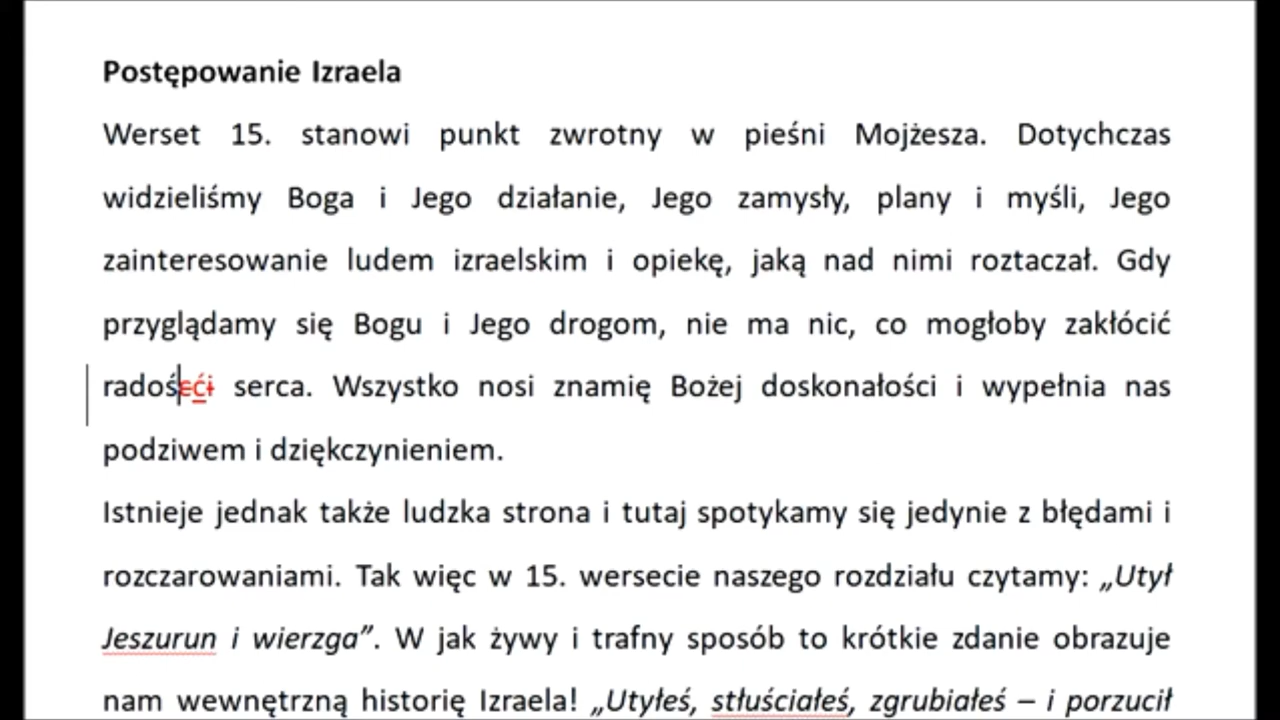 Postępowanie Izraela
Werset 15. stanowi punkt zwrotny w pieśni Mojżesza. Dotychczas
widzieliśmy Boga i Jego działanie, Jego zamysły, plany i myśli, Jego
zainteresowanie ludem izraelskim i opiekę, jaką nad nimi roztaczał. Gdy
przyglądamy się Bogu i Jego drogom, nie ma nic, co mogłoby zakłócić
serca. Wszystko nosi znamię Bożej doskonałości i wypełnia nas
podziwem i dziękczynieniem.
Istnieje jednak także ludzka strona i tutaj spotykamy się jedynie z błędami i
rozczarowaniami. Tak więc w 15. wersecie naszego rozdziału czytamy: „Utył
Jeszurun i wierzga”. W jak żywy i trafny sposób to krótkie zdanie obrazuje
nam wewnętrzną historię Izraela! „Utyłeś, stłuściałeś, zgrubiałeś – i porzucił